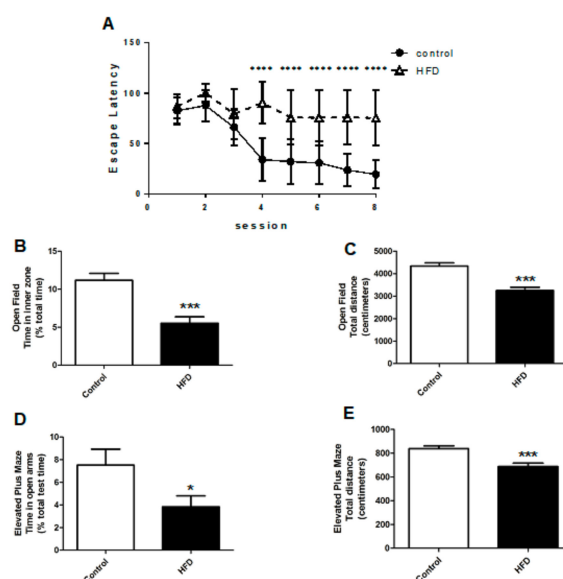 A
150
100
50
0
Escape Latency
0
2
4
6
8
session
**** **** **** **** ****
control
HFD
B
Open Field
Time in inner zone
(% total time)
15
10
5
0
***
Control
HFD
C
Open Field
Total distance
(centimeters)
5000
4000
3000
2000
1000
0
***
Control
HFD
D
Elevated Plus Maze
Time in open arms
(% total test time)
10
8
6
4
2
0
*
Control
HFD
E
Elevated Plus Maze
Total distance
(centimeters)
1000
800
600
400
200
0
***
Control
HFD